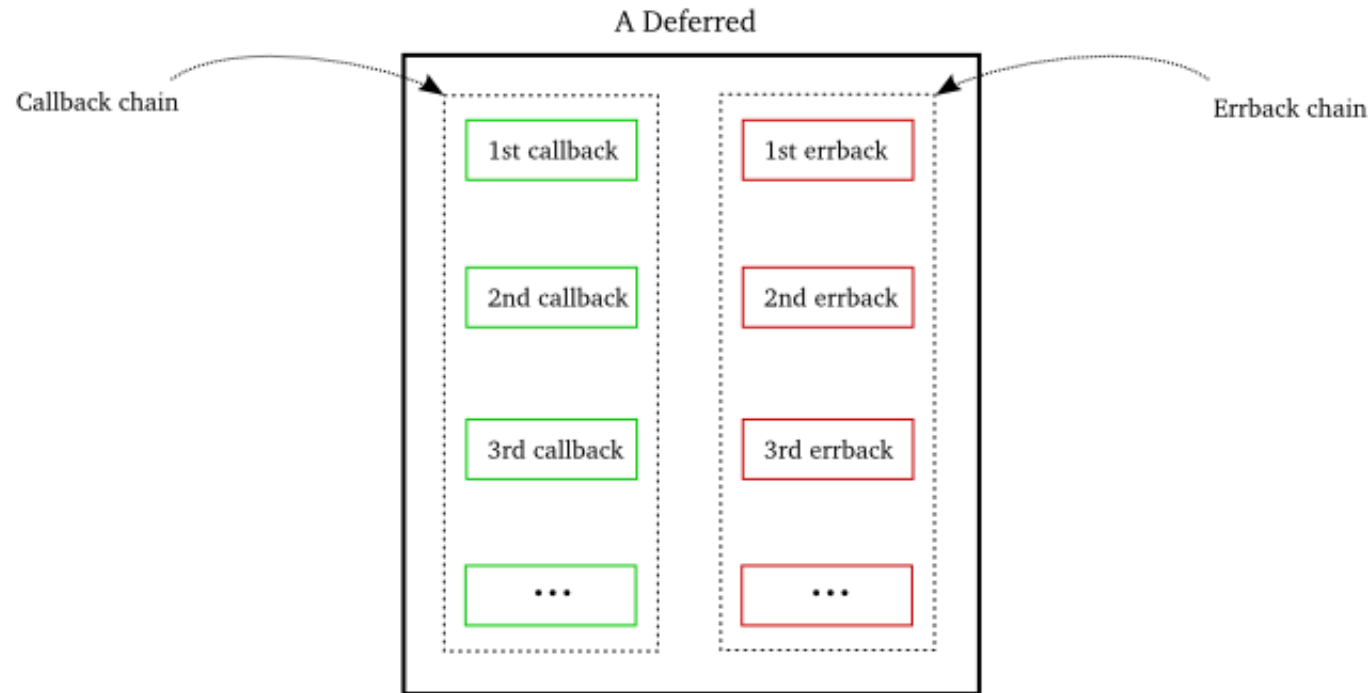 A Deferred
Callback chain
Errback chain
1st callback
1st errback
2nd callback
2nd errback
3rd callback
3rd errback
...
...